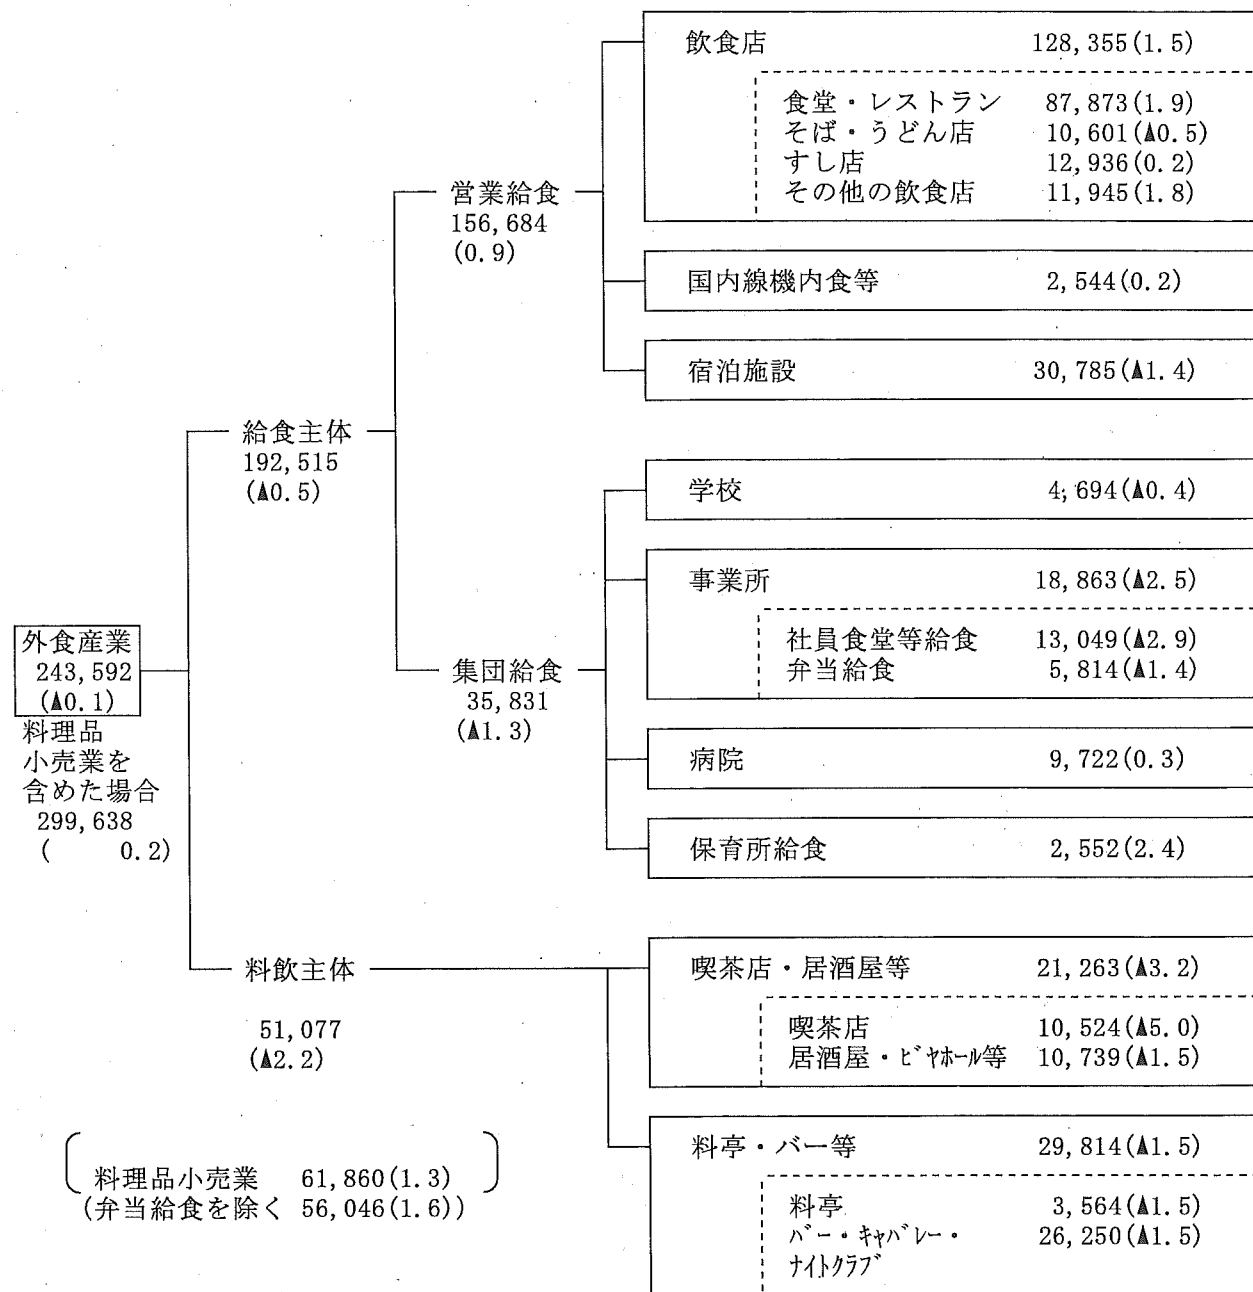 飲食店 128,355(1.5)
食堂・レストラン 87,873(1.9)
そば・うどん店 10,601(▲0.5)
すし店 12,936(0.2)
その他の飲食店 11,945(1.8)
営業給食
156,684
(0.9)
国内線機内食等 2,544(0.2)
宿泊施設 30,785(▲1.4)
給食主体
192,515
(▲0.5)
学校 4,694(▲0.4)
事業所 18,863(▲2.5)
社員食堂等給食 13,049(▲2.9)
弁当給食 5,814(▲1.4)
集団給食
35,831
(▲1.3)
病院 9,722(0.3)
保育所給食 2,552(2.4)
外食産業
243,592
(▲0.1)
料理品
小売業を
含めた場合
299,638
( 0.2)
料飲主体
51,077
(▲2.2)
喫茶店・居酒屋等 21,263(▲3.2)
喫茶店 10,524(▲5.0)
居酒屋・ビヤホール等 10,739(▲1.5)
料亭・バー等 29,814(▲1.5)
料亭 3,564(▲1.5)
バー・キャバレー・ 26,250(▲1.5)
ナイトクラブ
料理品小売業 61,860(1.3)
(弁当給食を除く 56,046(1.6))